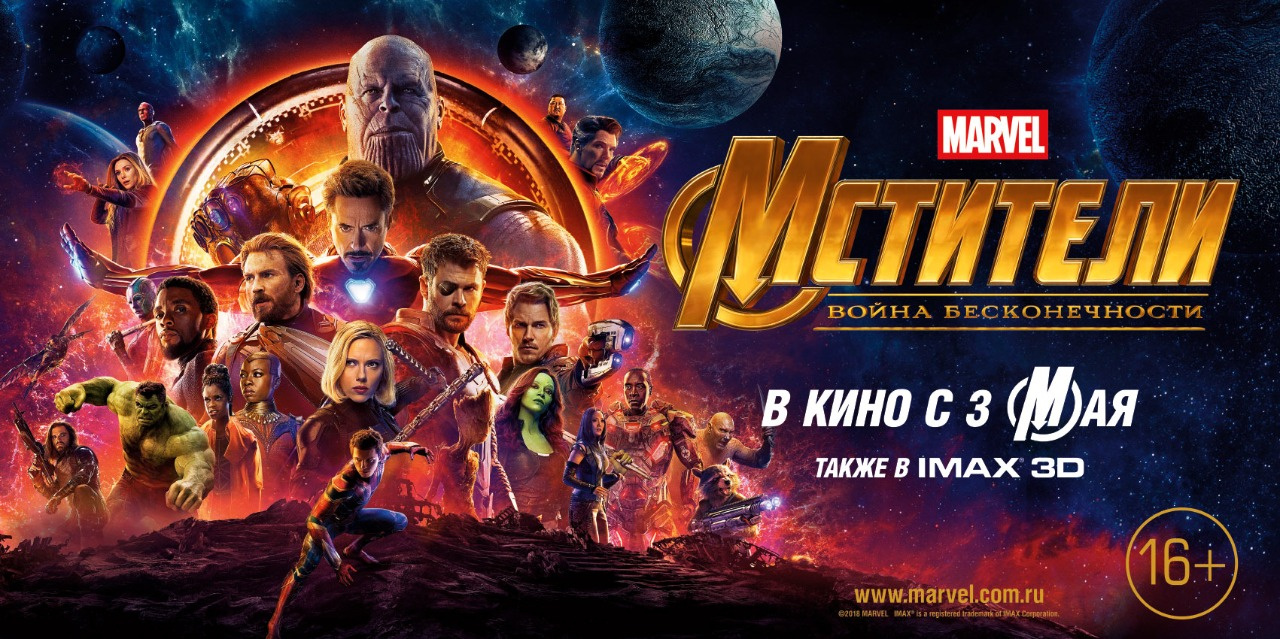 MARVEL
МСТИТЕЛИ
ВОЙНА БЕСКОНЕЧНОСТИ
В КИНО С 3 МАЯ
ТАКЖЕ В IMAX® 3D
16+
www.marvel.com.ru
©2018 MARVEL IMAX® is a registered trademark of IMAX Corporation.